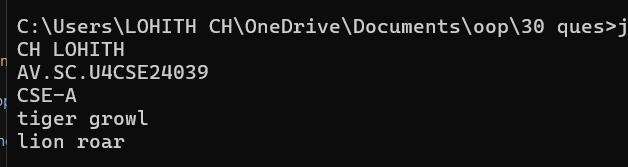 C:\Users\LOHITH CH\OneDrive\Documents\oop\30 ques>j
CH LOHITH
AV.SC.U4CSE24039
CSE-A
tiger growl
lion roar